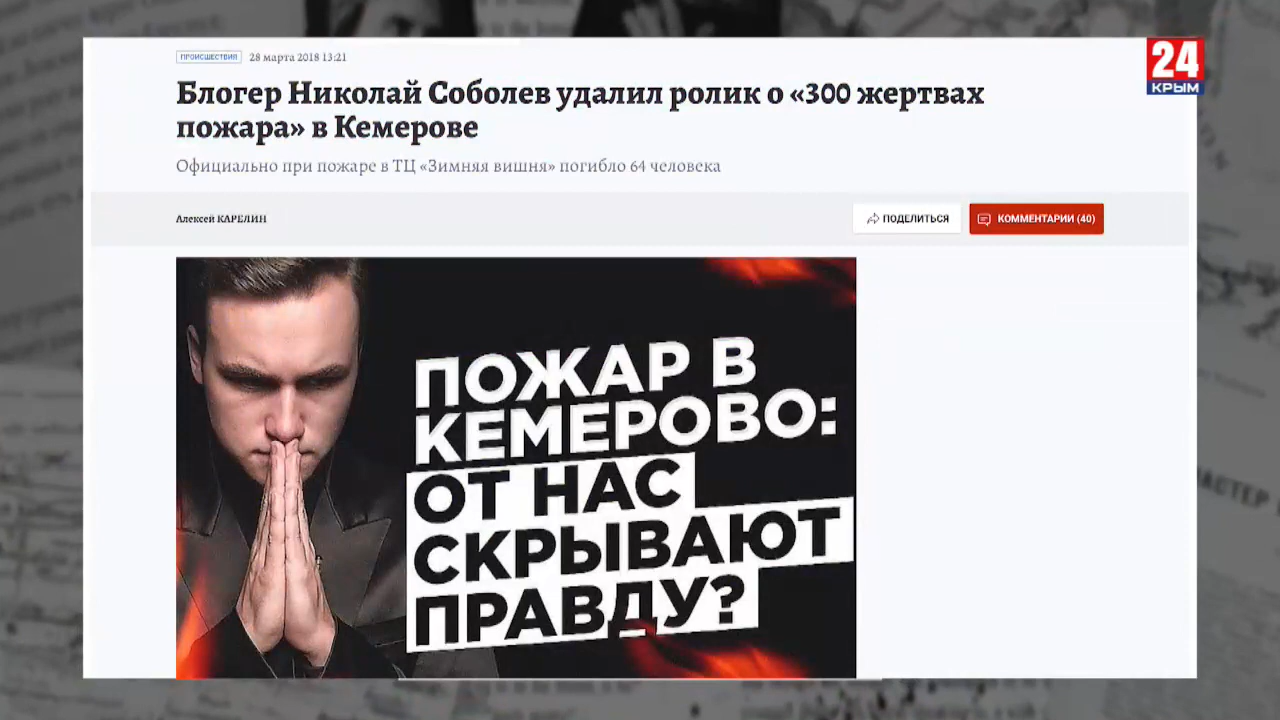 ПРОИСШЕСТВИЯ 28 марта 2018 13:21
24
КРЫМ
Блогер Николай Соболев удалил ролик о «300 жертвах
пожара» в Кемерове
Официально при пожаре в ТЦ «Зимняя вишня» погибло 64 человека
Алексей КАРЕЛИН
ПОДЕЛИТЬСЯ
КОММЕНТАРИИ (40)
ПОЖАР В
КЕМЕРОВО:
ОТ НАС
СКРЫВАЮТ
ПРАВДУ?